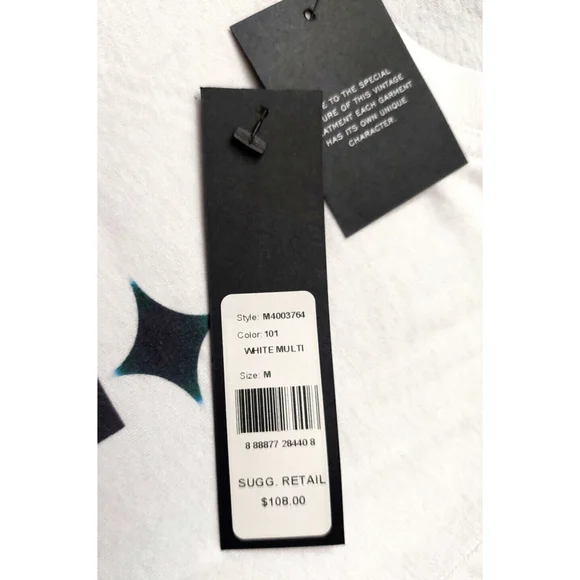 E TO THE SPECIAL
URE OF THIS VINTAGE
ATMENT EACH GARMENT
HAS ITS OWN UNIQUE
CHARACTER.
Style: M4003764
Color: 101
WHITE MULTI
Size: M
8 88877 28440 8
SUGG. RETAIL
$108.00